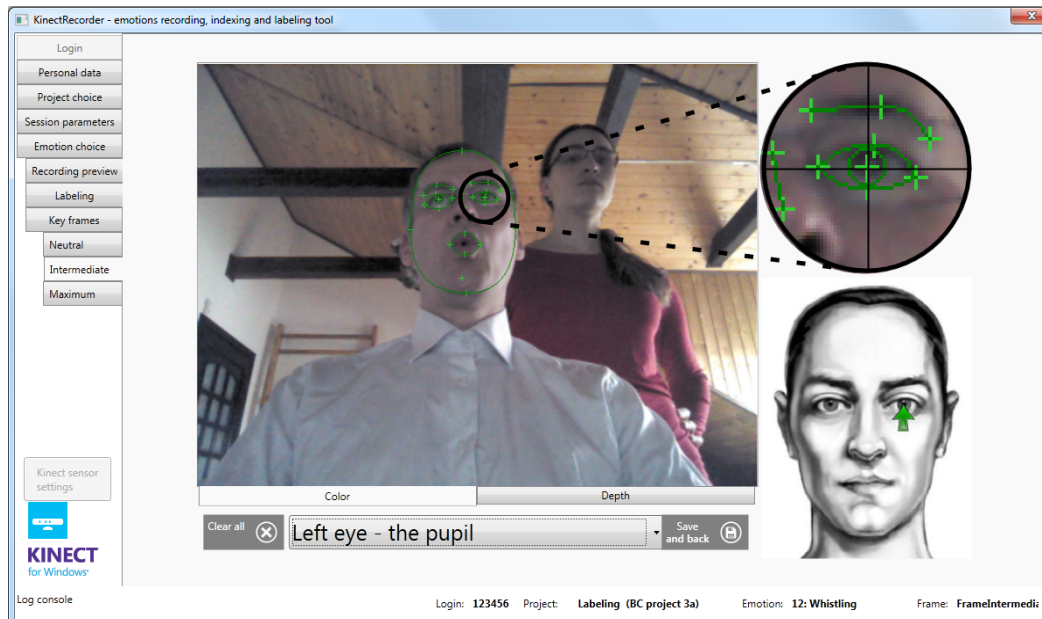 KinectRecorder - emotions recording, indexing and labeling tool
Login
Personal data
Project choice
Session parameters
Emotion choice
Recording preview
Labeling
Key frames
Neutral
Intermediate
Maximum
Kinect sensor
settings
KINECT
for Windows
Color
Depth
Clear all
Left eye - the pupil
Save
and back
Log console
Login: 123456 Project: Labeling (BC project 3a) Emotion: 12: Whistling Frame: FrameIntermedia